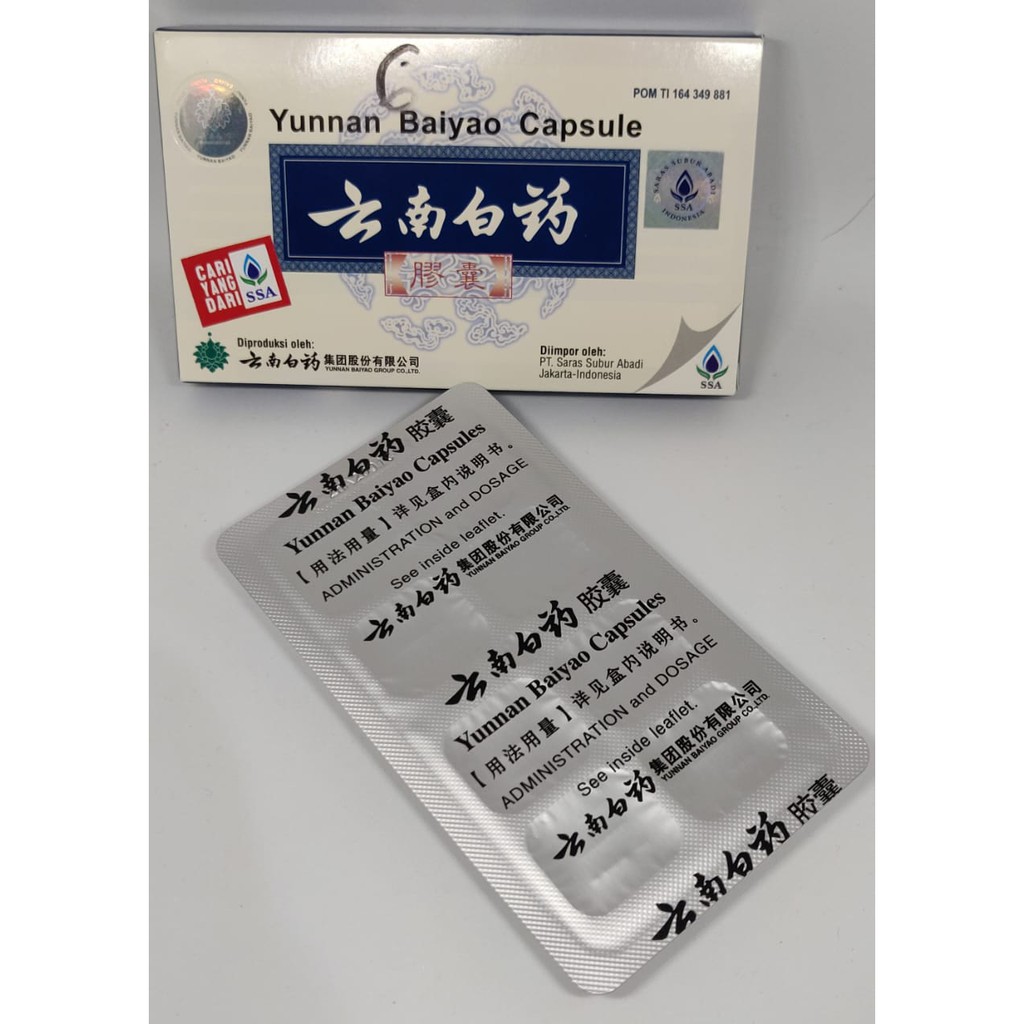 POM TI 164 349 881
Yunnan Baiyao Capsule
云南白药
膠囊
SARAS SUBUR ABADI
SSA
INDONESIA
CARI
YANG
DARI
SSA
Diproduksi oleh:
云南白药集团股份有限公司
YUNNAN BAIYAO GROUP CO.,LTD.
Diimpor oleh:
PT. Saras Subur Abadi
Jakarta-Indonesia
SSA
云南白药 胶囊
Yunnan Baiyao Capsules
【用法用量】详见盒内说明书。
ADMINISTRATION and DOSAGE
See inside leaflet.
云南白药集团股份有限公司
YUNNAN BAIYAO GROUP CO.,LTD.
云南白药 胶囊
Yunnan Baiyao Capsules
【用法用量】详见盒内说明书。
ADMINISTRATION and DOSAGE
See inside leaflet.
云南白药集团股份有限公司
YUNNAN BAIYAO GROUP CO.,LTD.
云南白药 胶囊